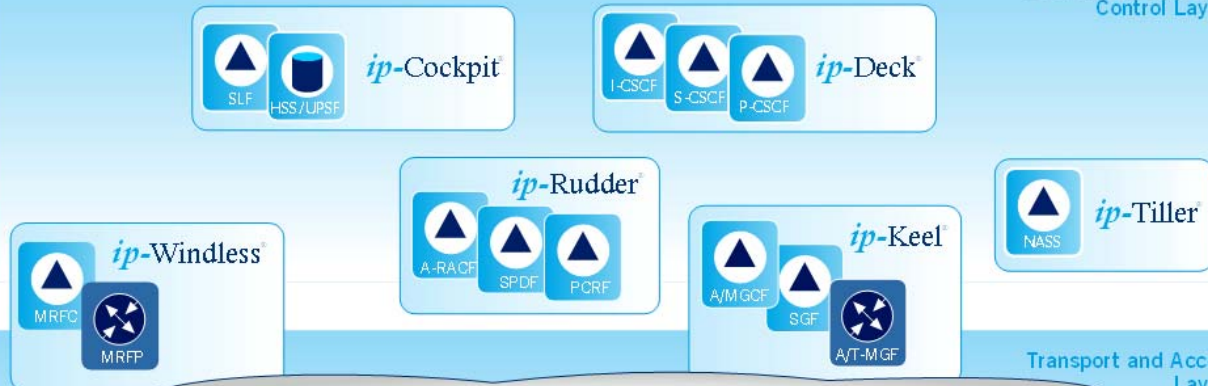 Control Lay
ip-Cockpit
SLF
HSS/UPSF
ip-Deck
I-CSCF
S-CSCF
P-CSCF
ip-Rudder
A-RACF
SPDF
PCRF
ip-Tiller
NASS
ip-Windless
MRFC
MRFP
ip-Keel
A/MGCF
SGF
A/T-MGF
Transport and Acc
Lay